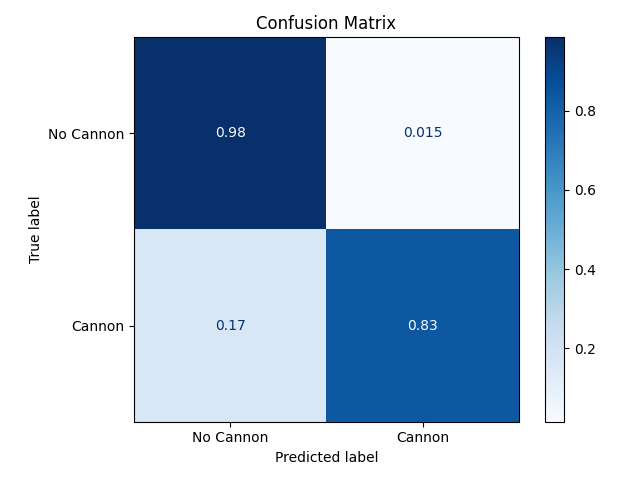 Confusion Matrix
True label
No Cannon
0.98
0.015
Cannon
0.17
0.83
No Cannon
Cannon
Predicted label
0.8
0.6
0.4
0.2